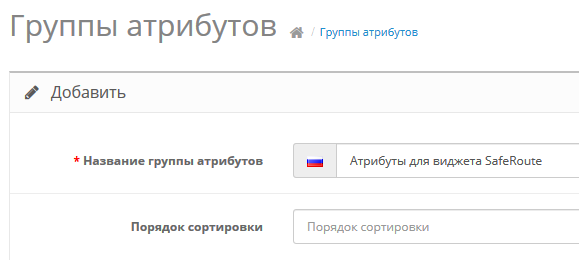 Группы атрибутов / Группы атрибутов
Добавить
* Название группы атрибутов Атрибуты для виджета SafeRoute
Порядок сортировки Порядок сортировки